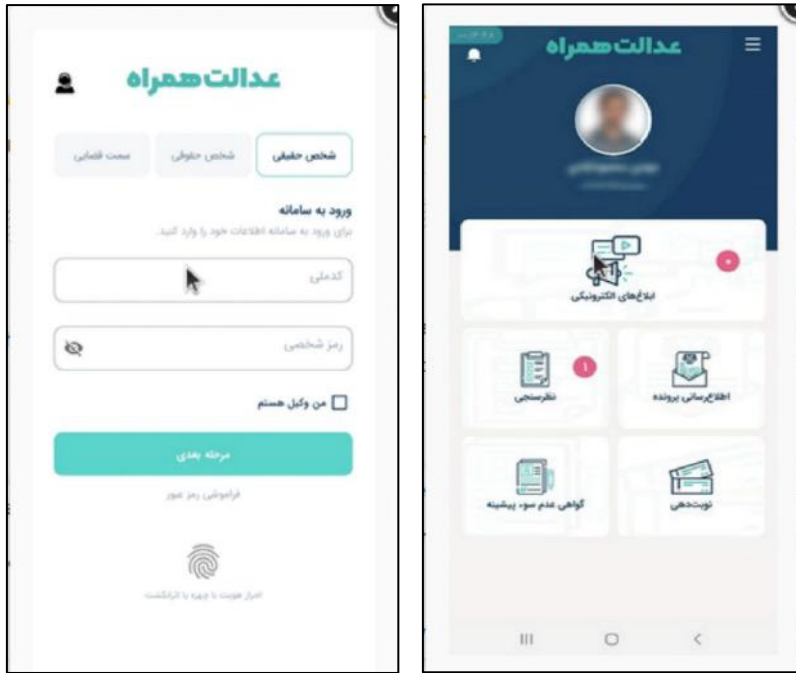 عدالت همراه
شخص حقیقی
شخص حقوقی
سمت قضایی
ورود به سامانه
برای ورود به سامانه اطلاعات خود را وارد کنید.
کدملی
رمز شخصی
من وکیل هستم
مرحله بعدی
فراموشی رمز عبور
احراز هویت با چهره یا اثرانگشت
عدالت همراه
۰
ابلاغ‌های الکترونیکی
اطلاع‌رسانی پرونده
۱
نظرسنجی
نوبت‌دهی
گواهی عدم سوء پیشینه